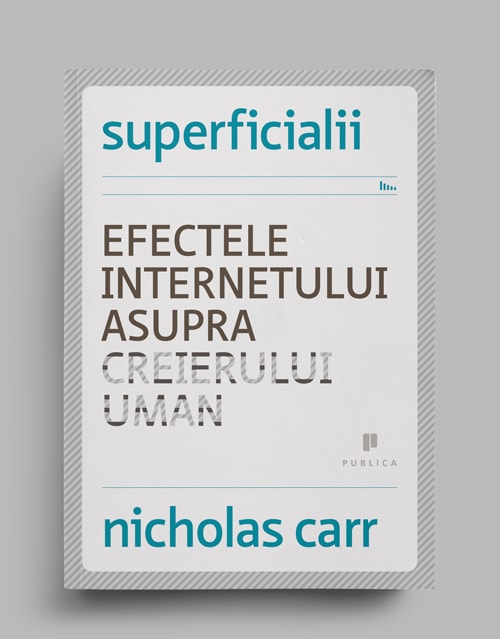 superficialii
EFECTELE
INTERNETULUI
ASUPRA
CREIERULUI
UMAN
PUBLICA
nicholas carr